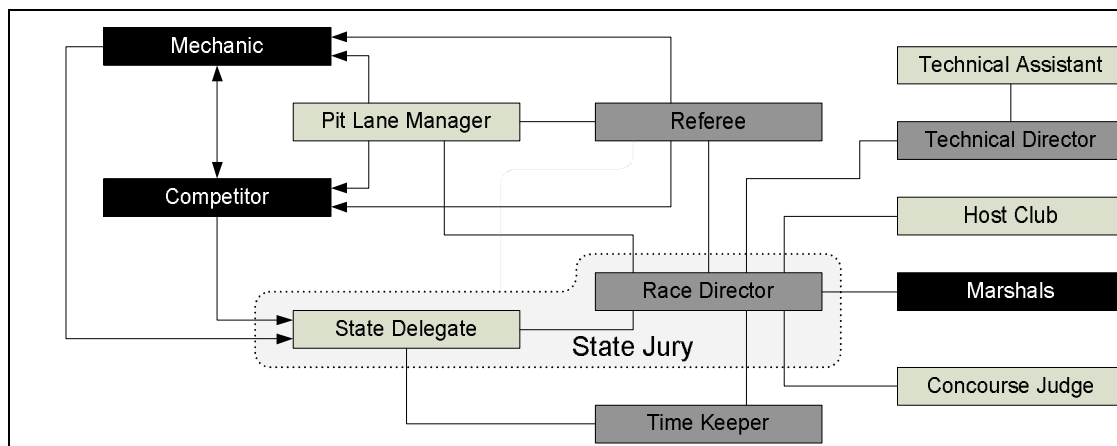 Mechanic
Technical Assistant
Pit Lane Manager
Referee
Technical Director
Competitor
Host Club
Race Director
Marshals
State Delegate
State Jury
Concourse Judge
Time Keeper